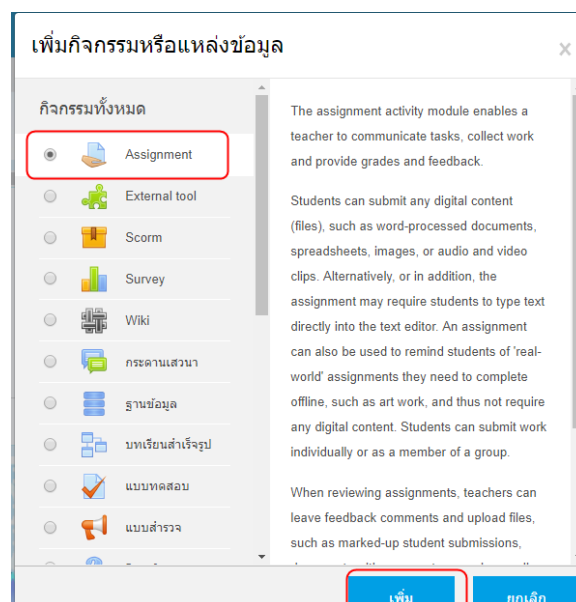 เพิ่มกิจกรรมหรือแหล่งข้อมูล
×
กิจกรรมทั้งหมด
Assignment
External tool
Scorm
Survey
Wiki
กระดานเสวนา
ฐานข้อมูล
บทเรียนสำเร็จรูป
แบบทดสอบ
แบบสำรวจ
The assignment activity module enables a
teacher to communicate tasks, collect work
and provide grades and feedback.
Students can submit any digital content
(files), such as word-processed documents,
spreadsheets, images, or audio and video
clips. Alternatively, or in addition, the
assignment may require students to type text
directly into the text editor. An assignment
can also be used to remind students of 'real-
world' assignments they need to complete
offline, such as art work, and thus not require
any digital content. Students can submit work
individually or as a member of a group.
When reviewing assignments, teachers can
leave feedback comments and upload files,
such as marked-up student submissions,
เพิ่ม
ยกเลิก